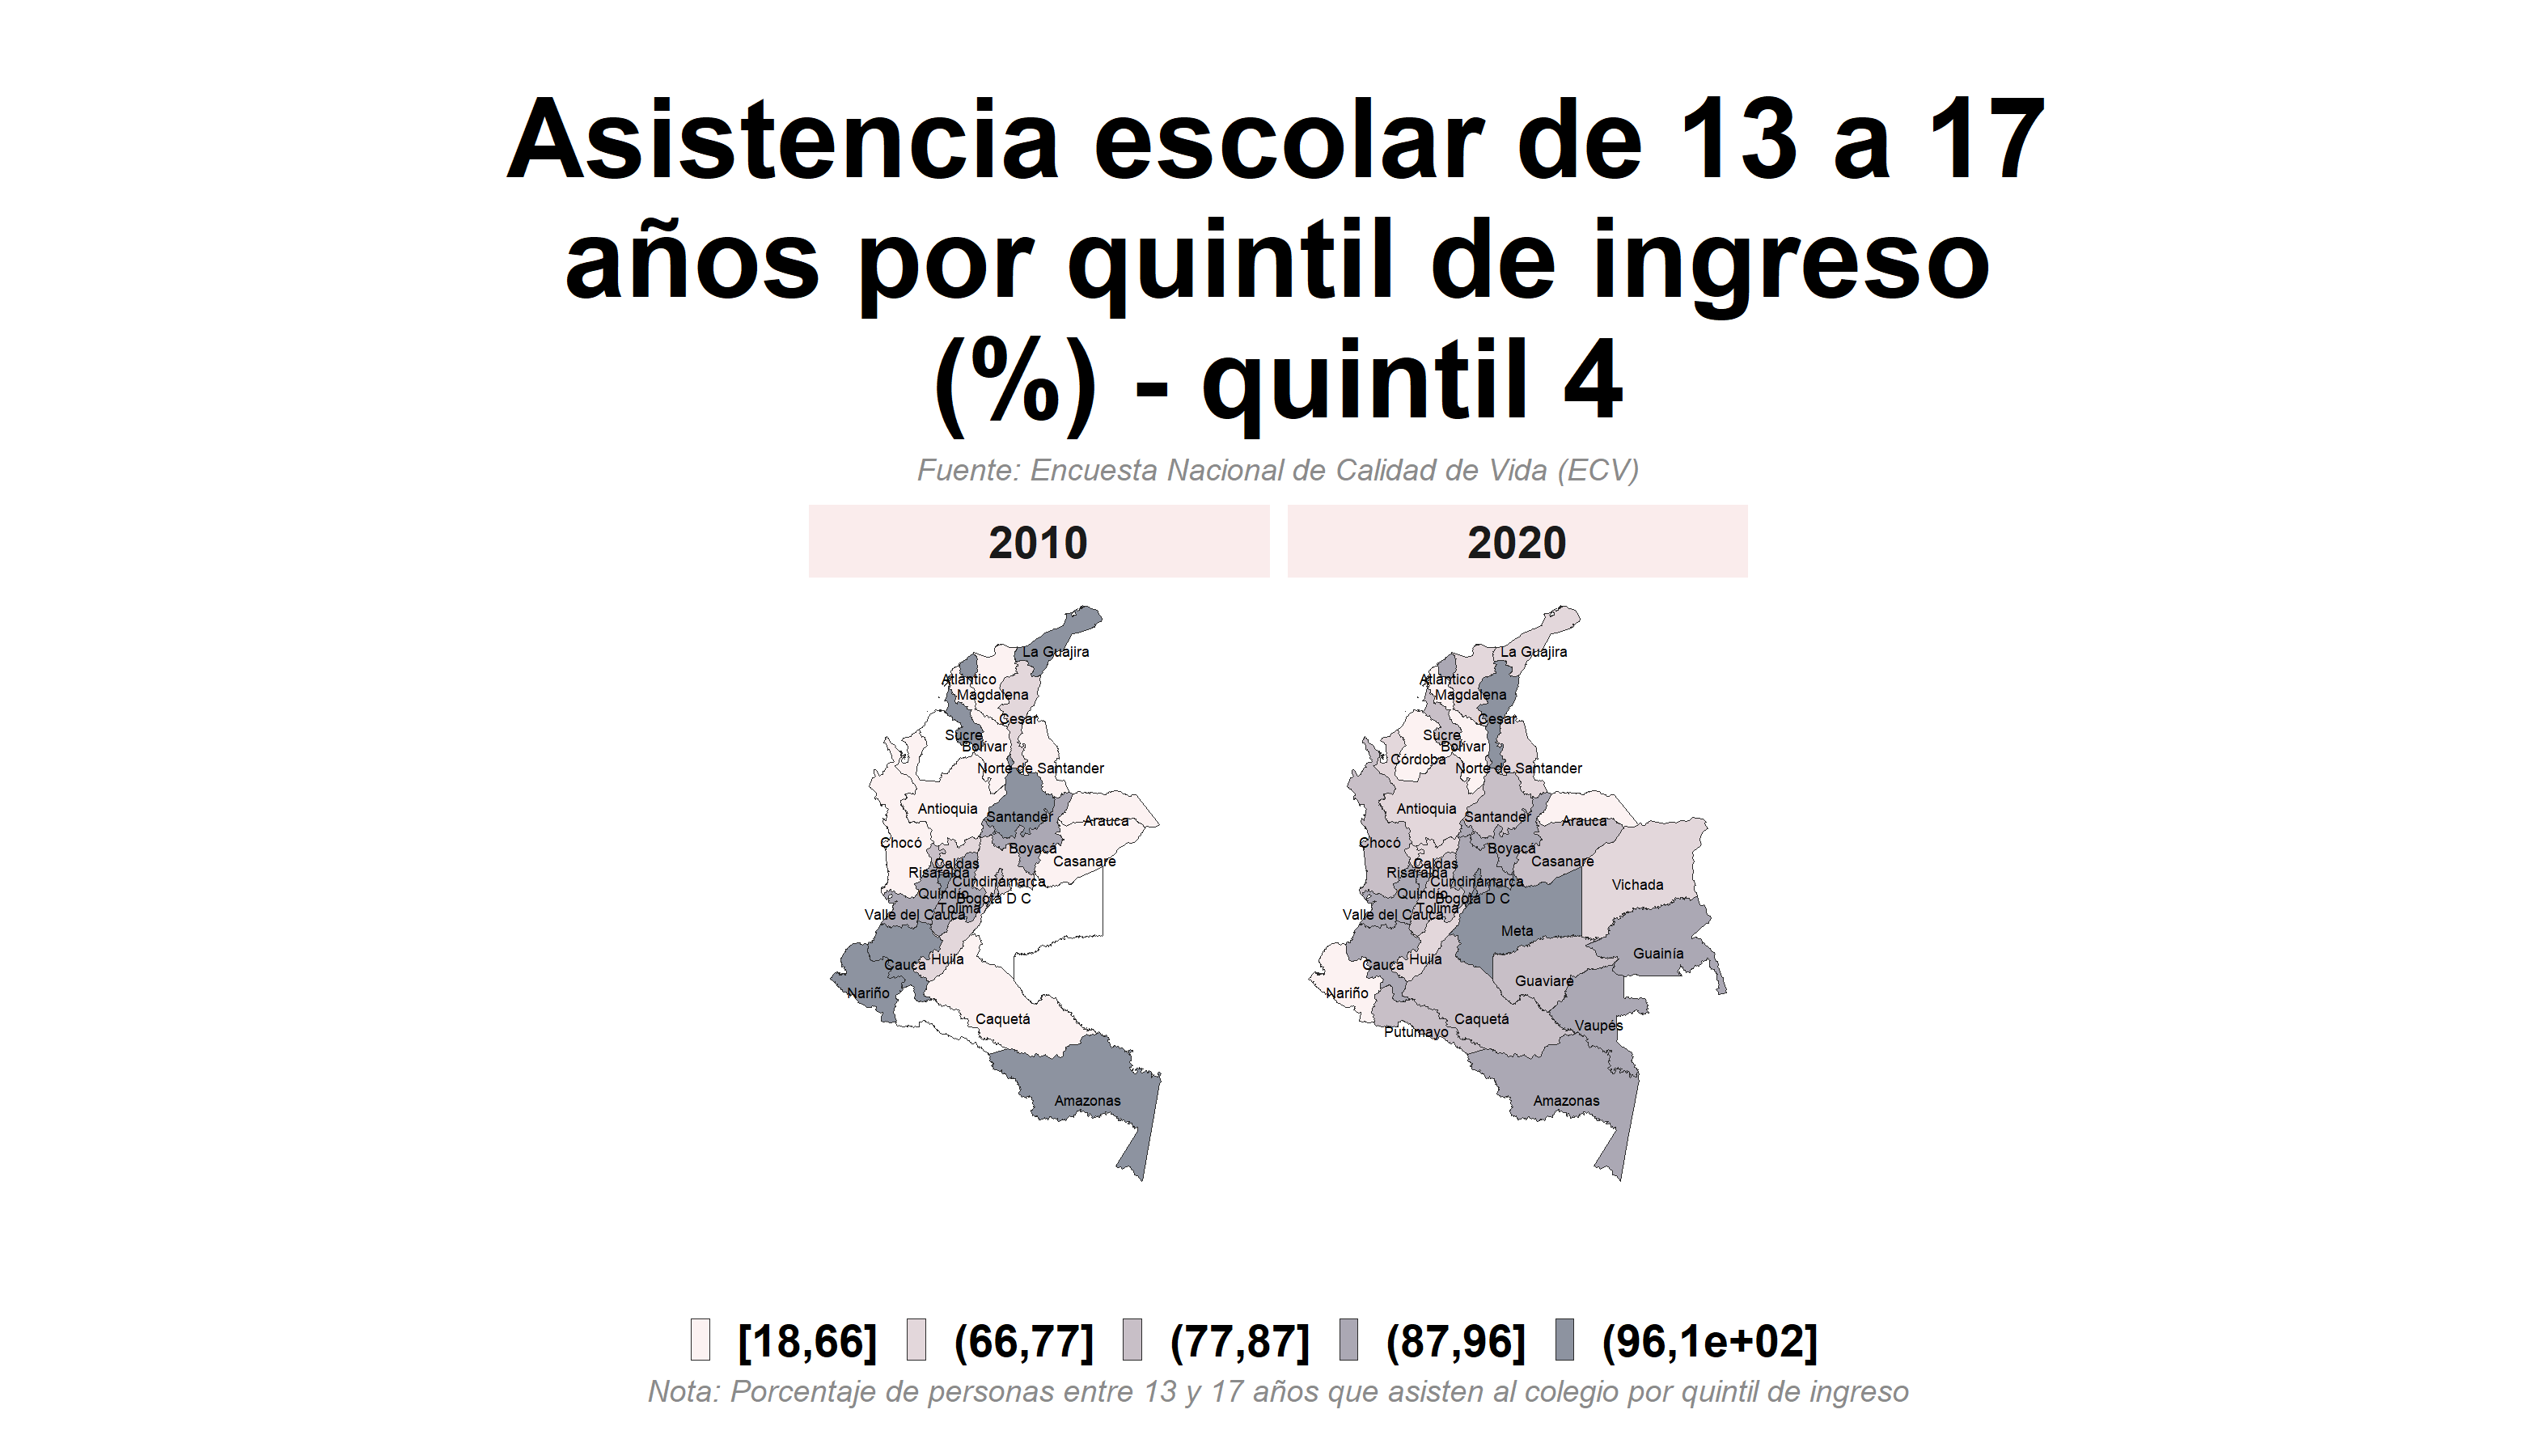 Asistencia escolar de 13 a 17
años por quintil de ingreso
(%) - quintil 4
Fuente: Encuesta Nacional de Calidad de Vida (ECV)
2010
2020
La Guajira
Atlántico
Magdalena
Cesar
Sucre
Bolívar
Norte de Santander
Antioquia
Santander
Arauca
Chocó
Boyacá
Casanare
Caldas
Risaralda
Cundinamarca
Quindío
Bogotá D C
Tolima
Valle del Cauca
Huila
Cauca
Nariño
Caquetá
Amazonas
La Guajira
Atlántico
Magdalena
Cesar
Sucre
Bolívar
Córdoba
Norte de Santander
Antioquia
Santander
Arauca
Chocó
Boyacá
Casanare
Caldas
Risaralda
Cundinamarca
Vichada
Quindío
Bogotá D C
Tolima
Valle del Cauca
Meta
Guainía
Huila
Cauca
Guaviare
Nariño
Caquetá
Vaupés
Putumayo
Amazonas
[18,66] (66,77] (77,87] (87,96] (96,1e+02]
Nota: Porcentaje de personas entre 13 y 17 años que asisten al colegio por quintil de ingreso